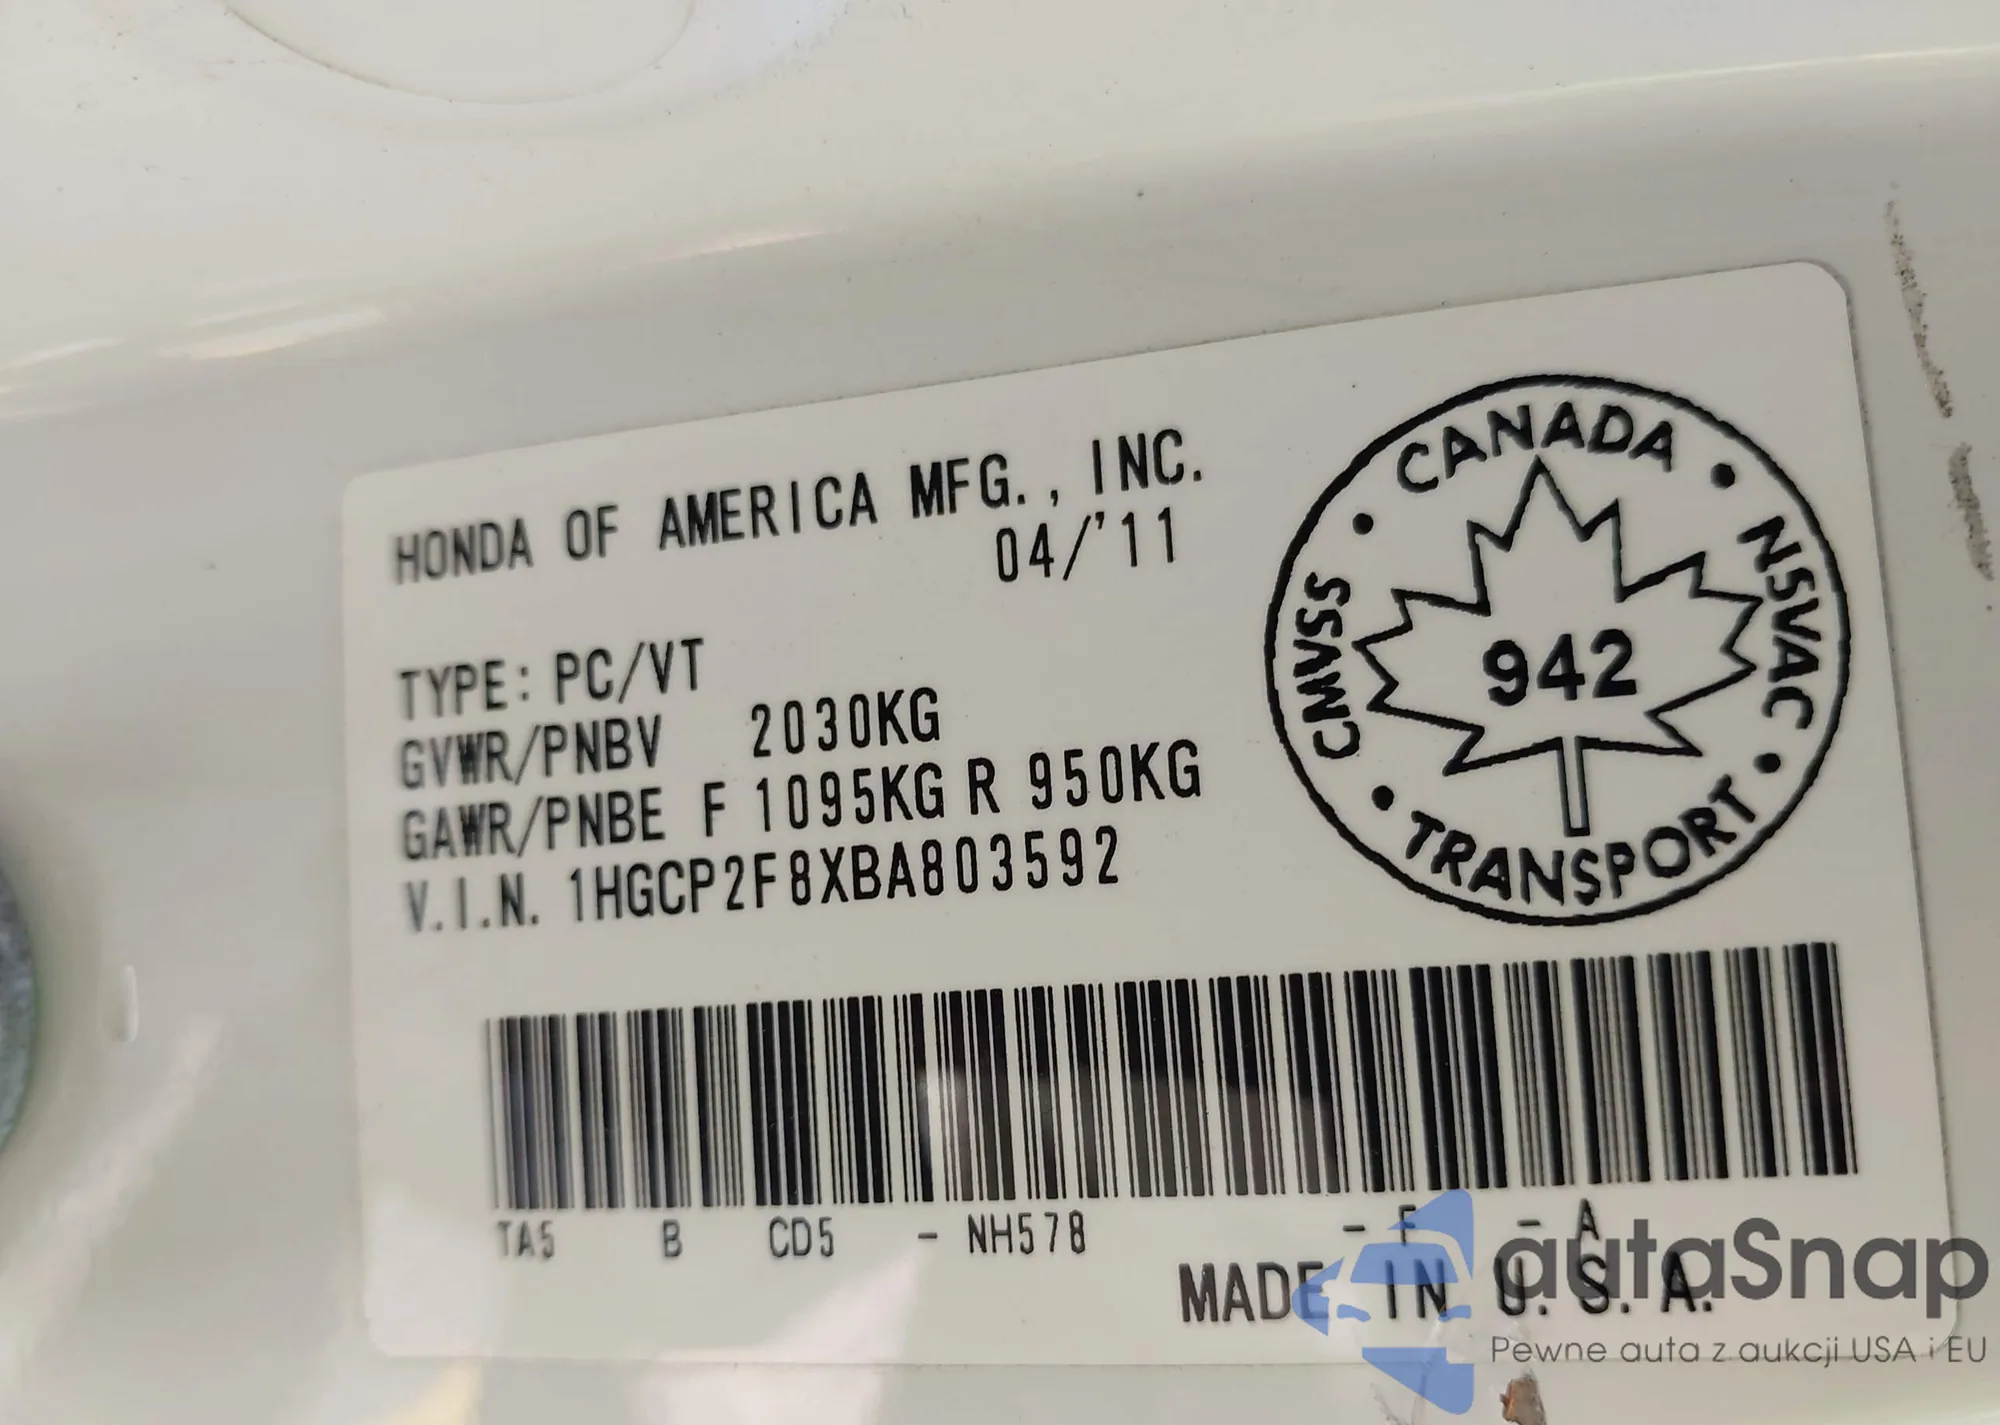 HONDA OF AMERICA MFG., INC.
04/'11
TYPE: PC/VT
GVWR/PNBV 2030KG
GAWR/PNBE F 1095KG R 950KG
V.I.N. 1HGCP2F8XBA803592
CANADA
NSVAC
TRANSPORT
CMVSS
942
TA5 B CD5 - NH578 - F - A
MADE IN U.S.A.
autaSnap
Pewne auta z aukcji USA i EU